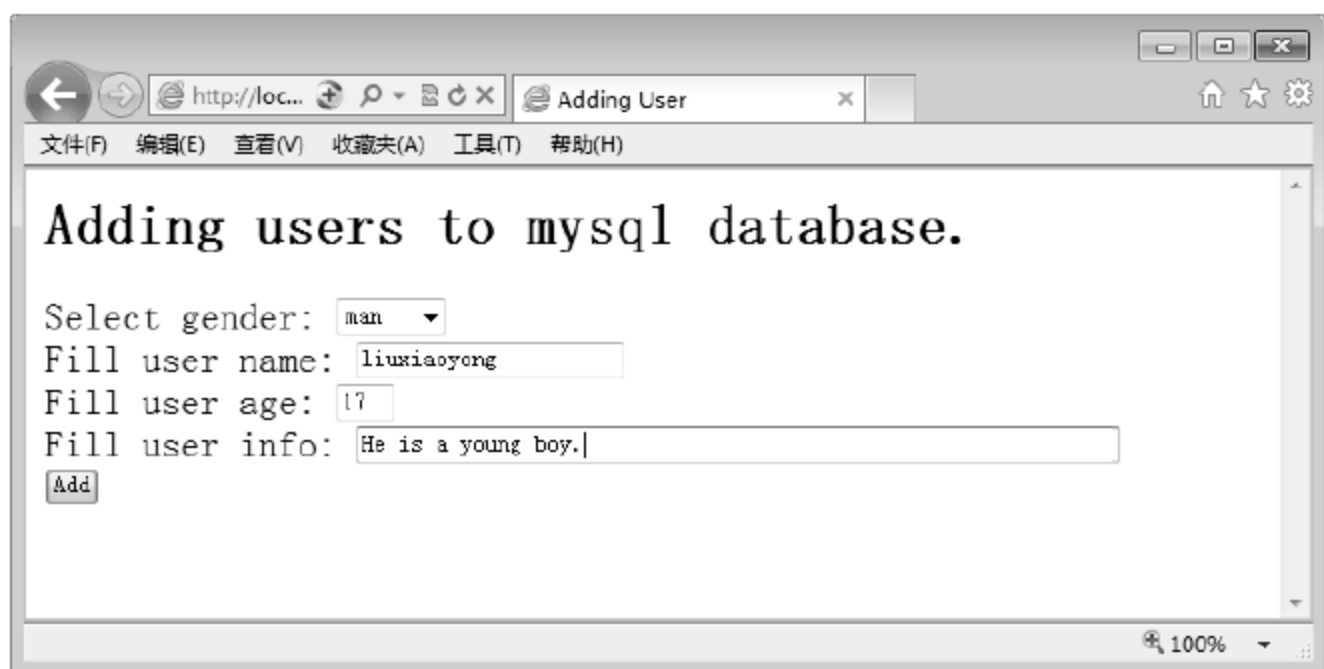 http://loc... Adding User
文件(F) 编辑(E) 查看(V) 收藏夹(A) 工具(T) 帮助(H)
Adding users to mysql database.
Select gender: man
Fill user name: liuxiaoyong
Fill user age: 17
Fill user info: He is a young boy.
Add
100%